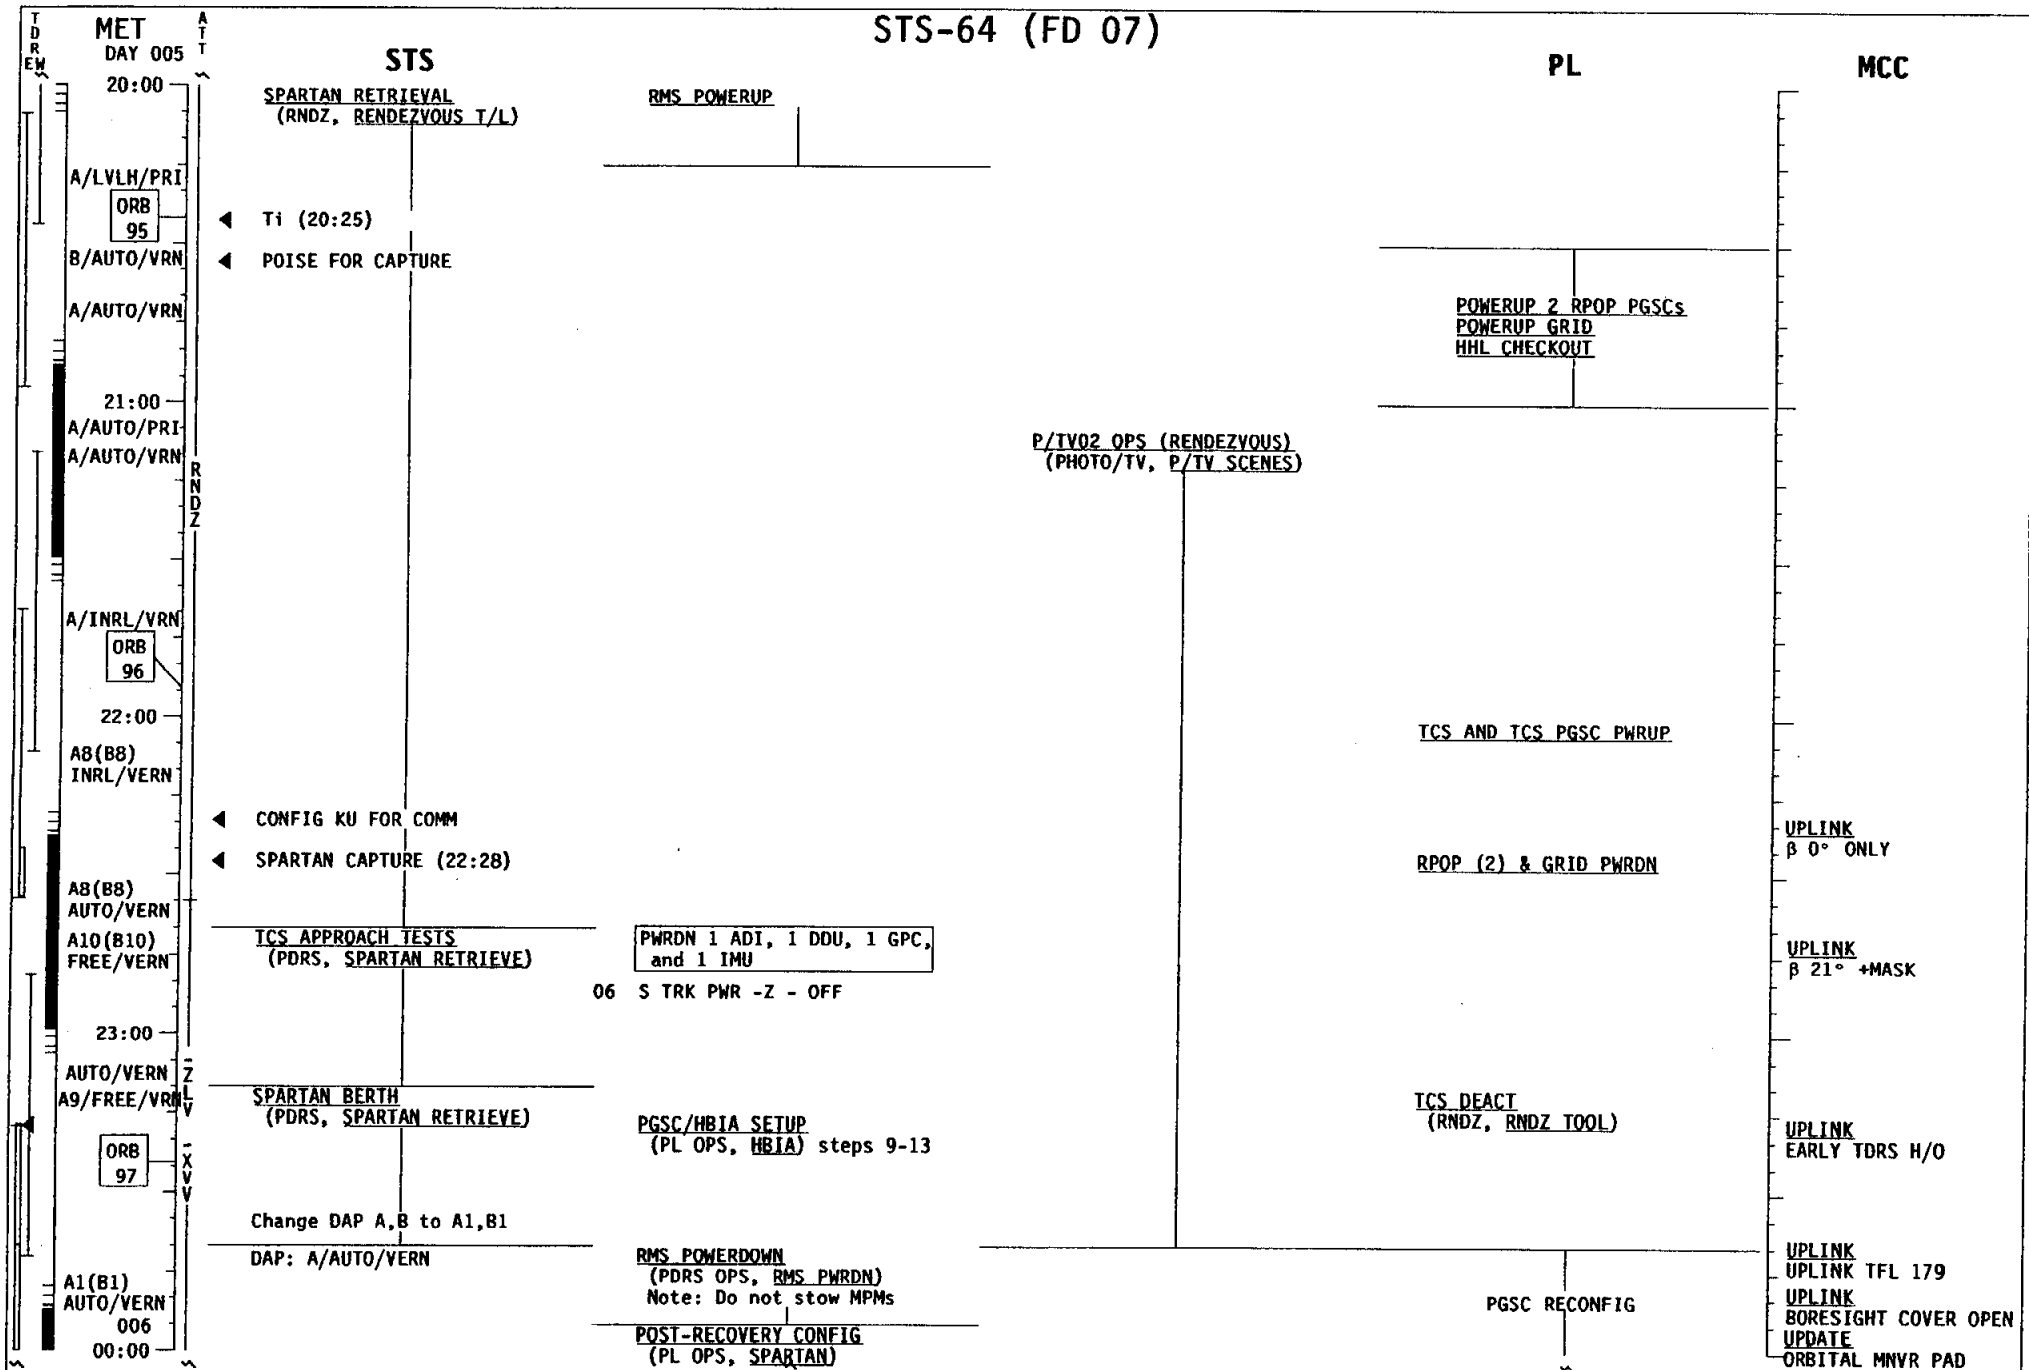 STS-64 (FD 07)
TDRE W
MET
DAY 005
ATT
STS
PL
MCC
20:00
SPARTAN RETRIEVAL
(RNDZ, RENDEZVOUS T/L)
RMS POWERUP
A/LVLH/PRI
ORB
95
Ti (20:25)
B/AUTO/VRN
POISE FOR CAPTURE
A/AUTO/VRN
POWERUP 2 RPOP PGSCs
POWERUP GRID
HHL CHECKOUT
21:00
A/AUTO/PRI
A/AUTO/VRN
RNDZ
P/TV02 OPS (RENDEZVOUS)
(PHOTO/TV, P/TV SCENES)
A/INRL/VRN
ORB
96
22:00
TCS AND TCS PGSC PWRUP
A8(B8)
INRL/VERN
CONFIG KU FOR COMM
UPLINK
β 0° ONLY
SPARTAN CAPTURE (22:28)
RPOP (2) & GRID PWRDN
A8(B8)
AUTO/VERN
A10(B10)
FREE/VERN
TCS APPROACH TESTS
(PDRS, SPARTAN RETRIEVE)
PWRDN 1 ADI, 1 DDU, 1 GPC,
and 1 IMU
06 S TRK PWR -Z - OFF
UPLINK
β 21° +MASK
23:00
AUTO/VERN
A9/FREE/VRN
-ZLV
-XVV
SPARTAN BERTH
(PDRS, SPARTAN RETRIEVE)
PGSC/HBIA SETUP
(PL OPS, HBIA) steps 9-13
TCS DEACT
(RNDZ, RNDZ TOOL)
UPLINK
EARLY TDRS H/O
ORB
97
Change DAP A,B to A1,B1
DAP: A/AUTO/VERN
RMS POWERDOWN
(PDRS OPS, RMS PWRDN)
Note: Do not stow MPMs
UPLINK
UPLINK TFL 179
A1(B1)
AUTO/VERN
006
00:00
PGSC RECONFIG
UPLINK
BORESIGHT COVER OPEN
POST-RECOVERY CONFIG
(PL OPS, SPARTAN)
UPDATE
ORBITAL MNVR PAD